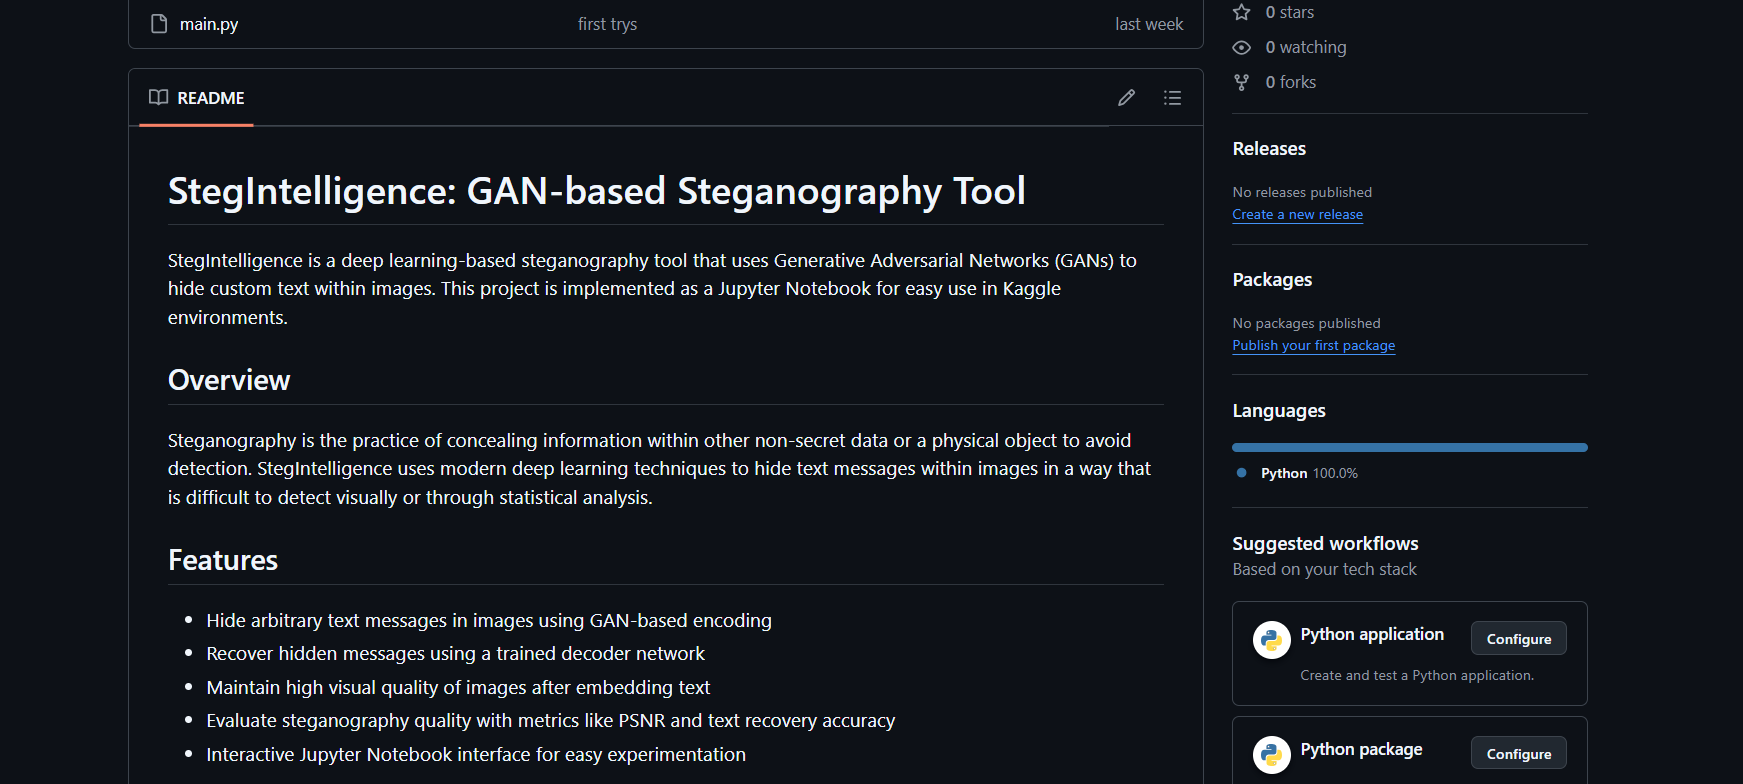 main.py first trys last week
README
StegIntelligence: GAN-based Steganography Tool
StegIntelligence is a deep learning-based steganography tool that uses Generative Adversarial Networks (GANs) to
hide custom text within images. This project is implemented as a Jupyter Notebook for easy use in Kaggle
environments.
Overview
Steganography is the practice of concealing information within other non-secret data or a physical object to avoid
detection. StegIntelligence uses modern deep learning techniques to hide text messages within images in a way that
is difficult to detect visually or through statistical analysis.
Features
• Hide arbitrary text messages in images using GAN-based encoding
• Recover hidden messages using a trained decoder network
• Maintain high visual quality of images after embedding text
• Evaluate steganography quality with metrics like PSNR and text recovery accuracy
• Interactive Jupyter Notebook interface for easy experimentation
0 stars
0 watching
0 forks
Releases
No releases published
Create a new release
Packages
No packages published
Publish your first package
Languages
Python 100.0%
Suggested workflows
Based on your tech stack
Python application Configure
Create and test a Python application.
Python package Configure